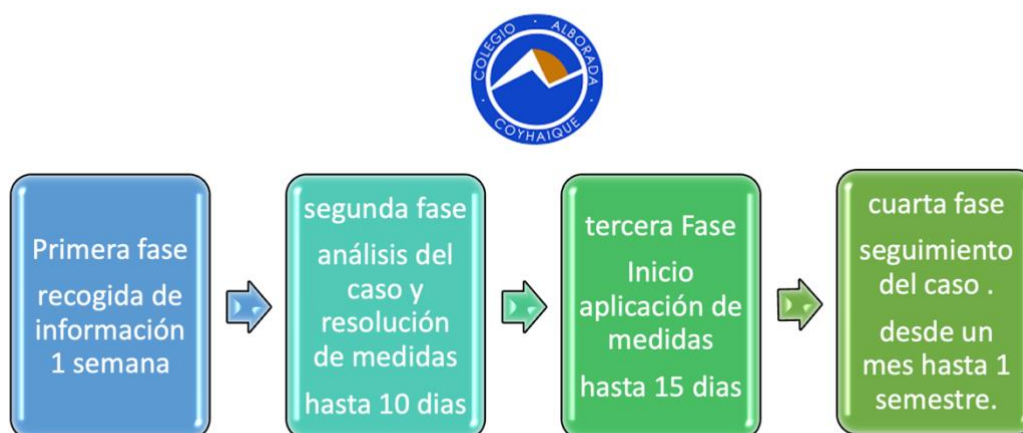 COLEGIO · ALBORADA · COYHAIQUE ·
Primera fase
recogida de
información
1 semana
segunda fase
análisis del
caso y
resolución
de medidas
hasta 10 dias
tercera Fase
Inicio
aplicación de
medidas
hasta 15 dias
cuarta fase
seguimiento
del caso .
desde un
mes hasta 1
semestre.